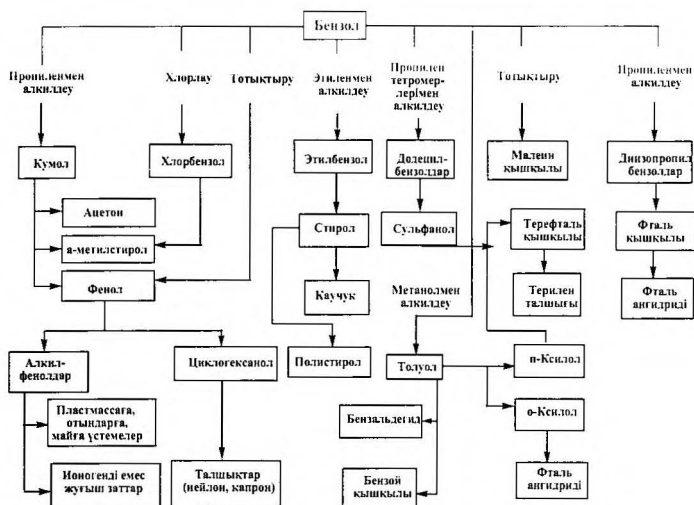 Бензол
Пропиленмен
алкилдеу
Хлорлау
Тотықтыру
Этиленмен
алкилдеу
Пропилен
тетромер-
лерімен
алкилдеу
Тотықтыру
Пропиленмен
алкилдеу
Кумол
Хлорбензол
Этилбензол
Додецил-
бензолдар
Малеин
қышқылы
Диизопропил
бензолдар
Ацетон
а-метилстирол
Фенол
Стирол
Сульфанол
Терефталь
қышқылы
Фталь
қышқылы
Каучук
Метанолмен
алкилдеу
Терилен
талшығы
Фталь
ангидриді
Алкил-
фенолдар
Циклогексанол
Полистирол
Толуол
п-Ксилол
Пластмассаға,
отындарға,
майға үстемелер
Бензальдегид
о-Ксилол
Ионогенді емес
жуғыш заттар
Талшықтар
(нейлон, капрон)
Бензой
қышқылы
Фталь
ангидриді